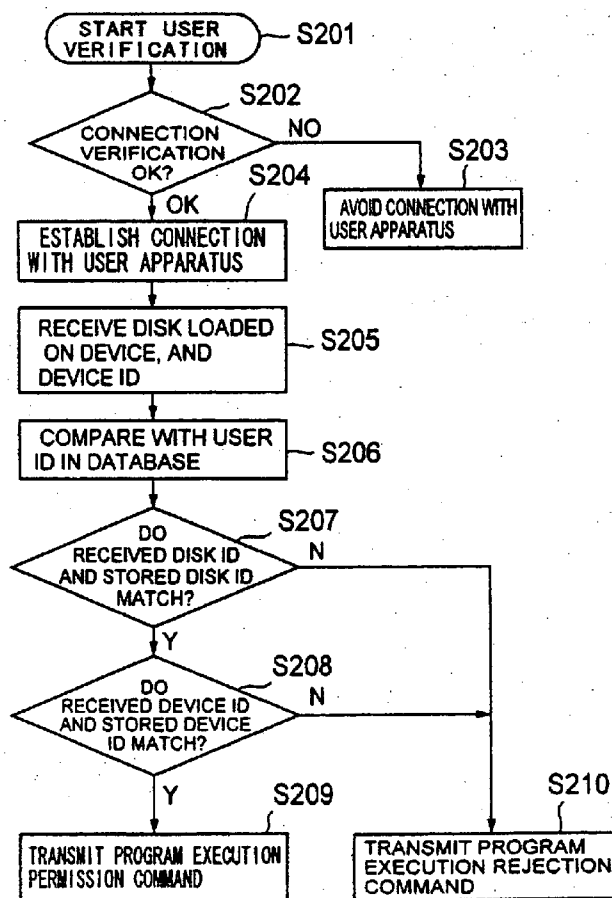 START USER
VERIFICATION
S201
S202
CONNECTION
VERIFICATION
OK?
NO
S203
AVOID CONNECTION WITH
USER APPARATUS
OK
S204
ESTABLISH CONNECTION
WITH USER APPARATUS
RECEIVE DISK LOADED
ON DEVICE, AND
DEVICE ID
S205
COMPARE WITH USER
ID IN DATABASE
S206
S207
DO
RECEIVED DISK ID
AND STORED DISK ID
MATCH?
N
Y
S208
DO
RECEIVED DEVICE ID
AND STORED DEVICE
ID MATCH?
N
Y
S209
TRANSMIT PROGRAM EXECUTION
PERMISSION COMMAND
S210
TRANSMIT PROGRAM
EXECUTION REJECTION
COMMAND